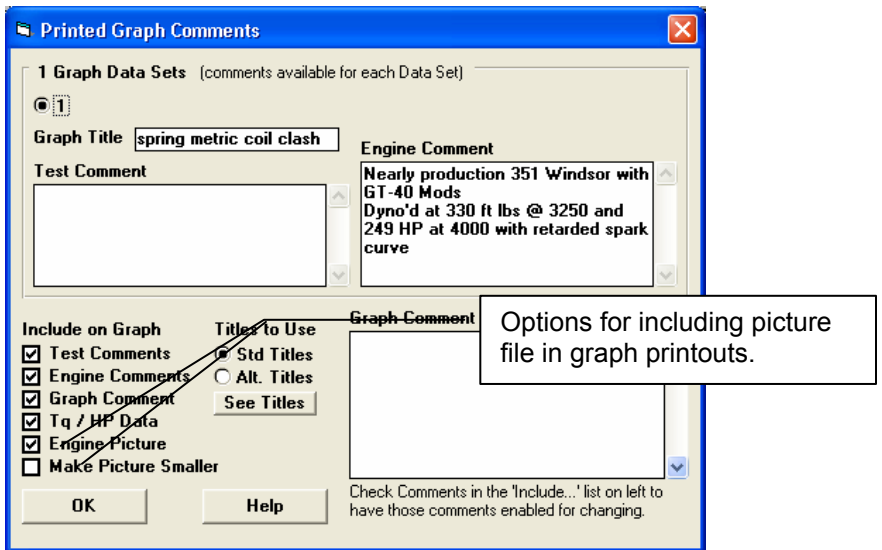 Printed Graph Comments
1 Graph Data Sets (comments available for each Data Set)
1
Graph Title spring metric coil clash
Test Comment
Engine Comment
Nearly production 351 Windsor with
GT-40 Mods
Dyno'd at 330 ft lbs @ 3250 and
249 HP at 4000 with retarded spark
curve
Include on Graph
Test Comments
Engine Comments
Graph Comment
Tq / HP Data
Engine Picture
Make Picture Smaller
Titles to Use
Std Titles
Alt. Titles
See Titles
Graph Comment
Options for including picture
file in graph printouts.
Check Comments in the 'Include...' list on left to
have those comments enabled for changing.
OK
Help